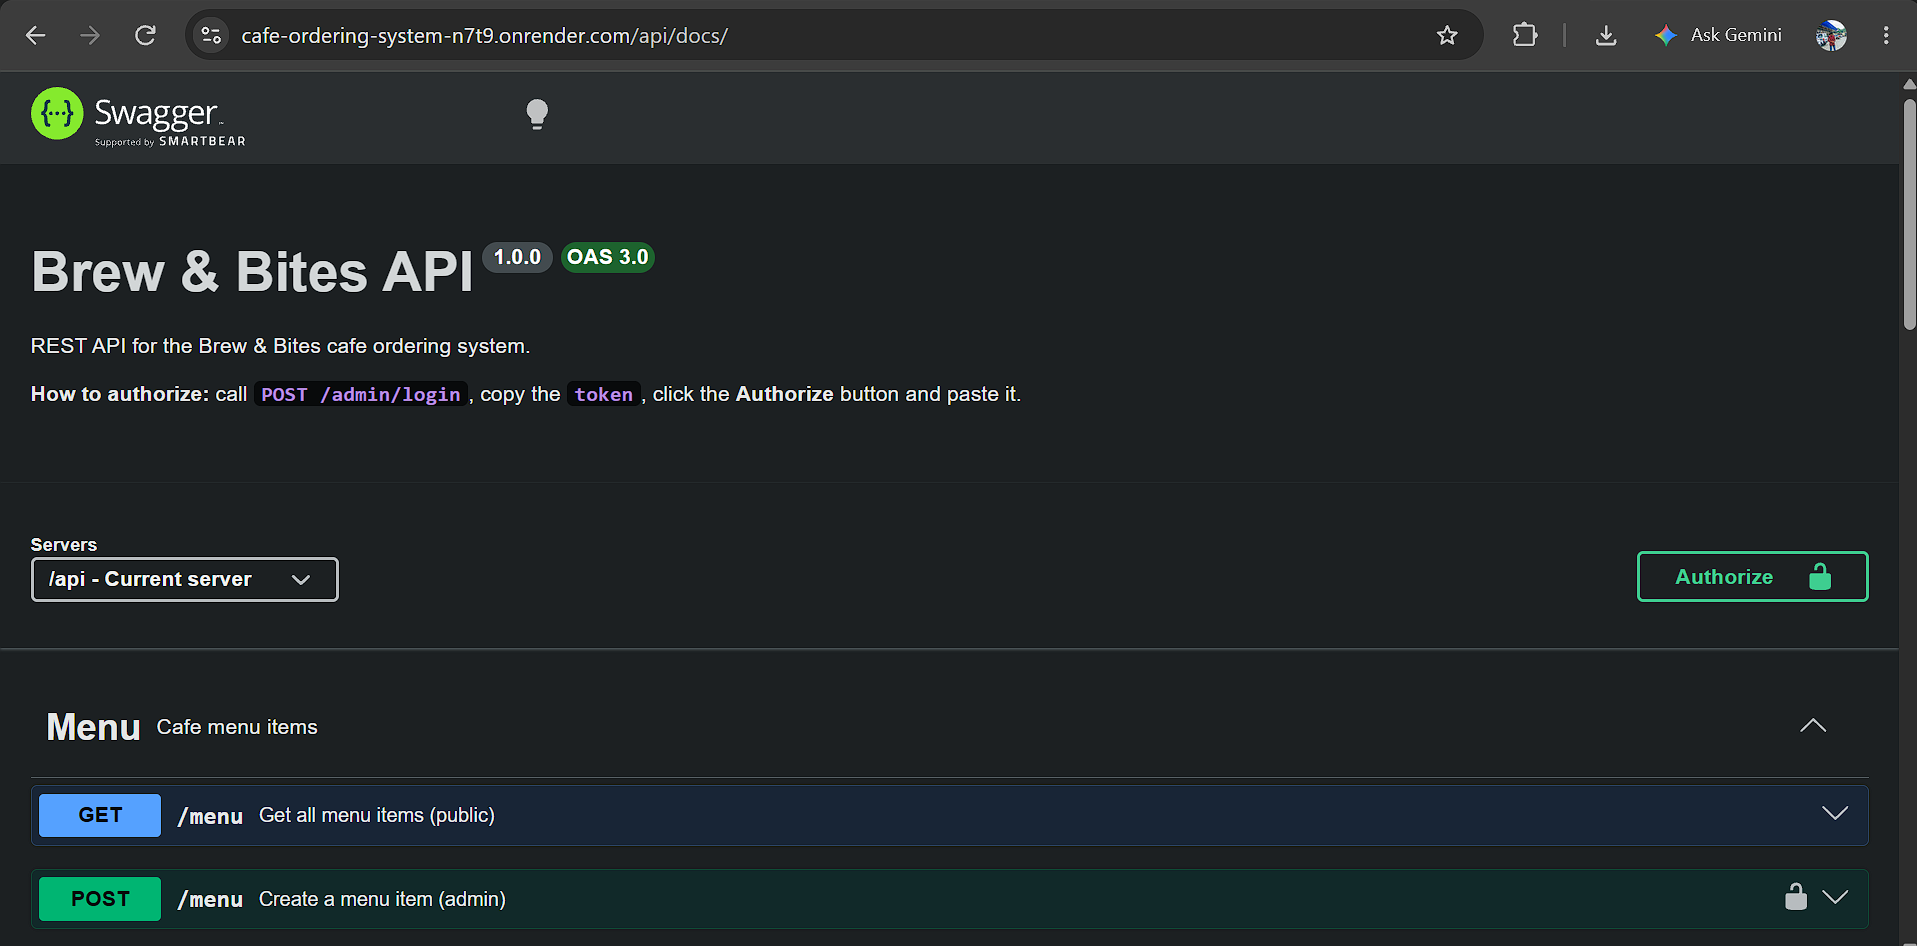 cafe-ordering-system-n7t9.onrender.com/api/docs/
Ask Gemini
{···} Swagger™
Supported by SMARTBEAR
Brew & Bites API 1.0.0 OAS 3.0
REST API for the Brew & Bites cafe ordering system.
How to authorize: call POST /admin/login, copy the token, click the Authorize button and paste it.
Servers
/api - Current server
Authorize
Menu Cafe menu items
GET /menu Get all menu items (public)
POST /menu Create a menu item (admin)